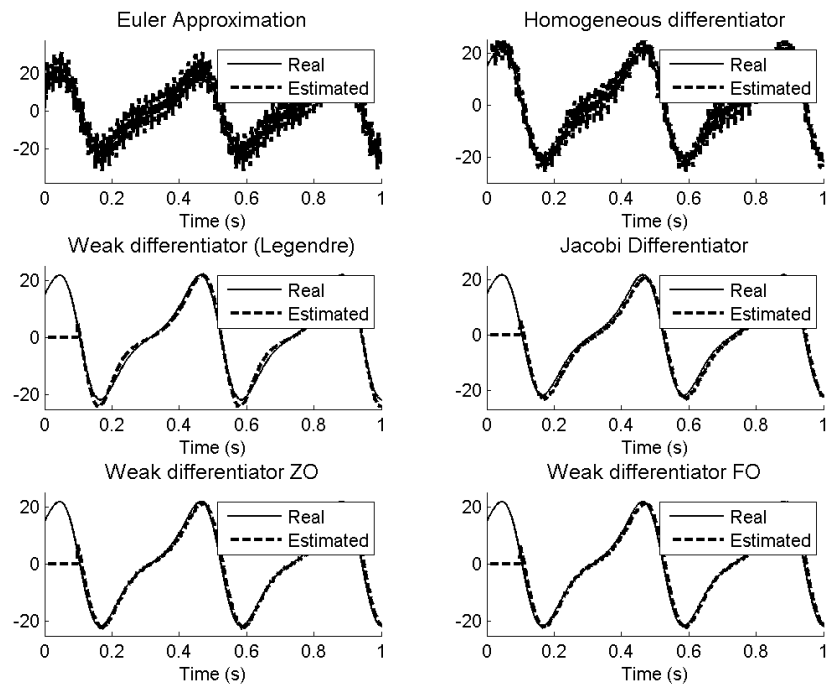 Euler Approximation
Real
Estimated
20
0
-20
0
0.2
0.4
0.6
0.8
1
Time (s)
Homogeneous differentiator
Real
Estimated
20
0
-20
0
0.2
0.4
0.6
0.8
1
Time (s)
Weak differentiator (Legendre)
Real
Estimated
20
0
-20
0
0.2
0.4
0.6
0.8
1
Time (s)
Jacobi Differentiator
Real
Estimated
20
0
-20
0
0.2
0.4
0.6
0.8
1
Time (s)
Weak differentiator ZO
Real
Estimated
20
0
-20
0
0.2
0.4
0.6
0.8
1
Time (s)
Weak differentiator FO
Real
Estimated
20
0
-20
0
0.2
0.4
0.6
0.8
1
Time (s)